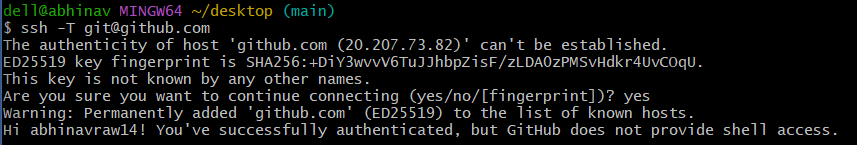 dell@abhinav MINGW64 ~/desktop (main)
$ ssh -T git@github.com
The authenticity of host 'github.com (20.207.73.82)' can't be established.
ED25519 key fingerprint is SHA256:+DiY3wvvV6TuJJhbpZisF/zLDA0zPMSvHdkr4UvCOqU.
This key is not known by any other names.
Are you sure you want to continue connecting (yes/no/[fingerprint])? yes
Warning: Permanently added 'github.com' (ED25519) to the list of known hosts.
Hi abhinavraw14! You've successfully authenticated, but GitHub does not provide shell access.